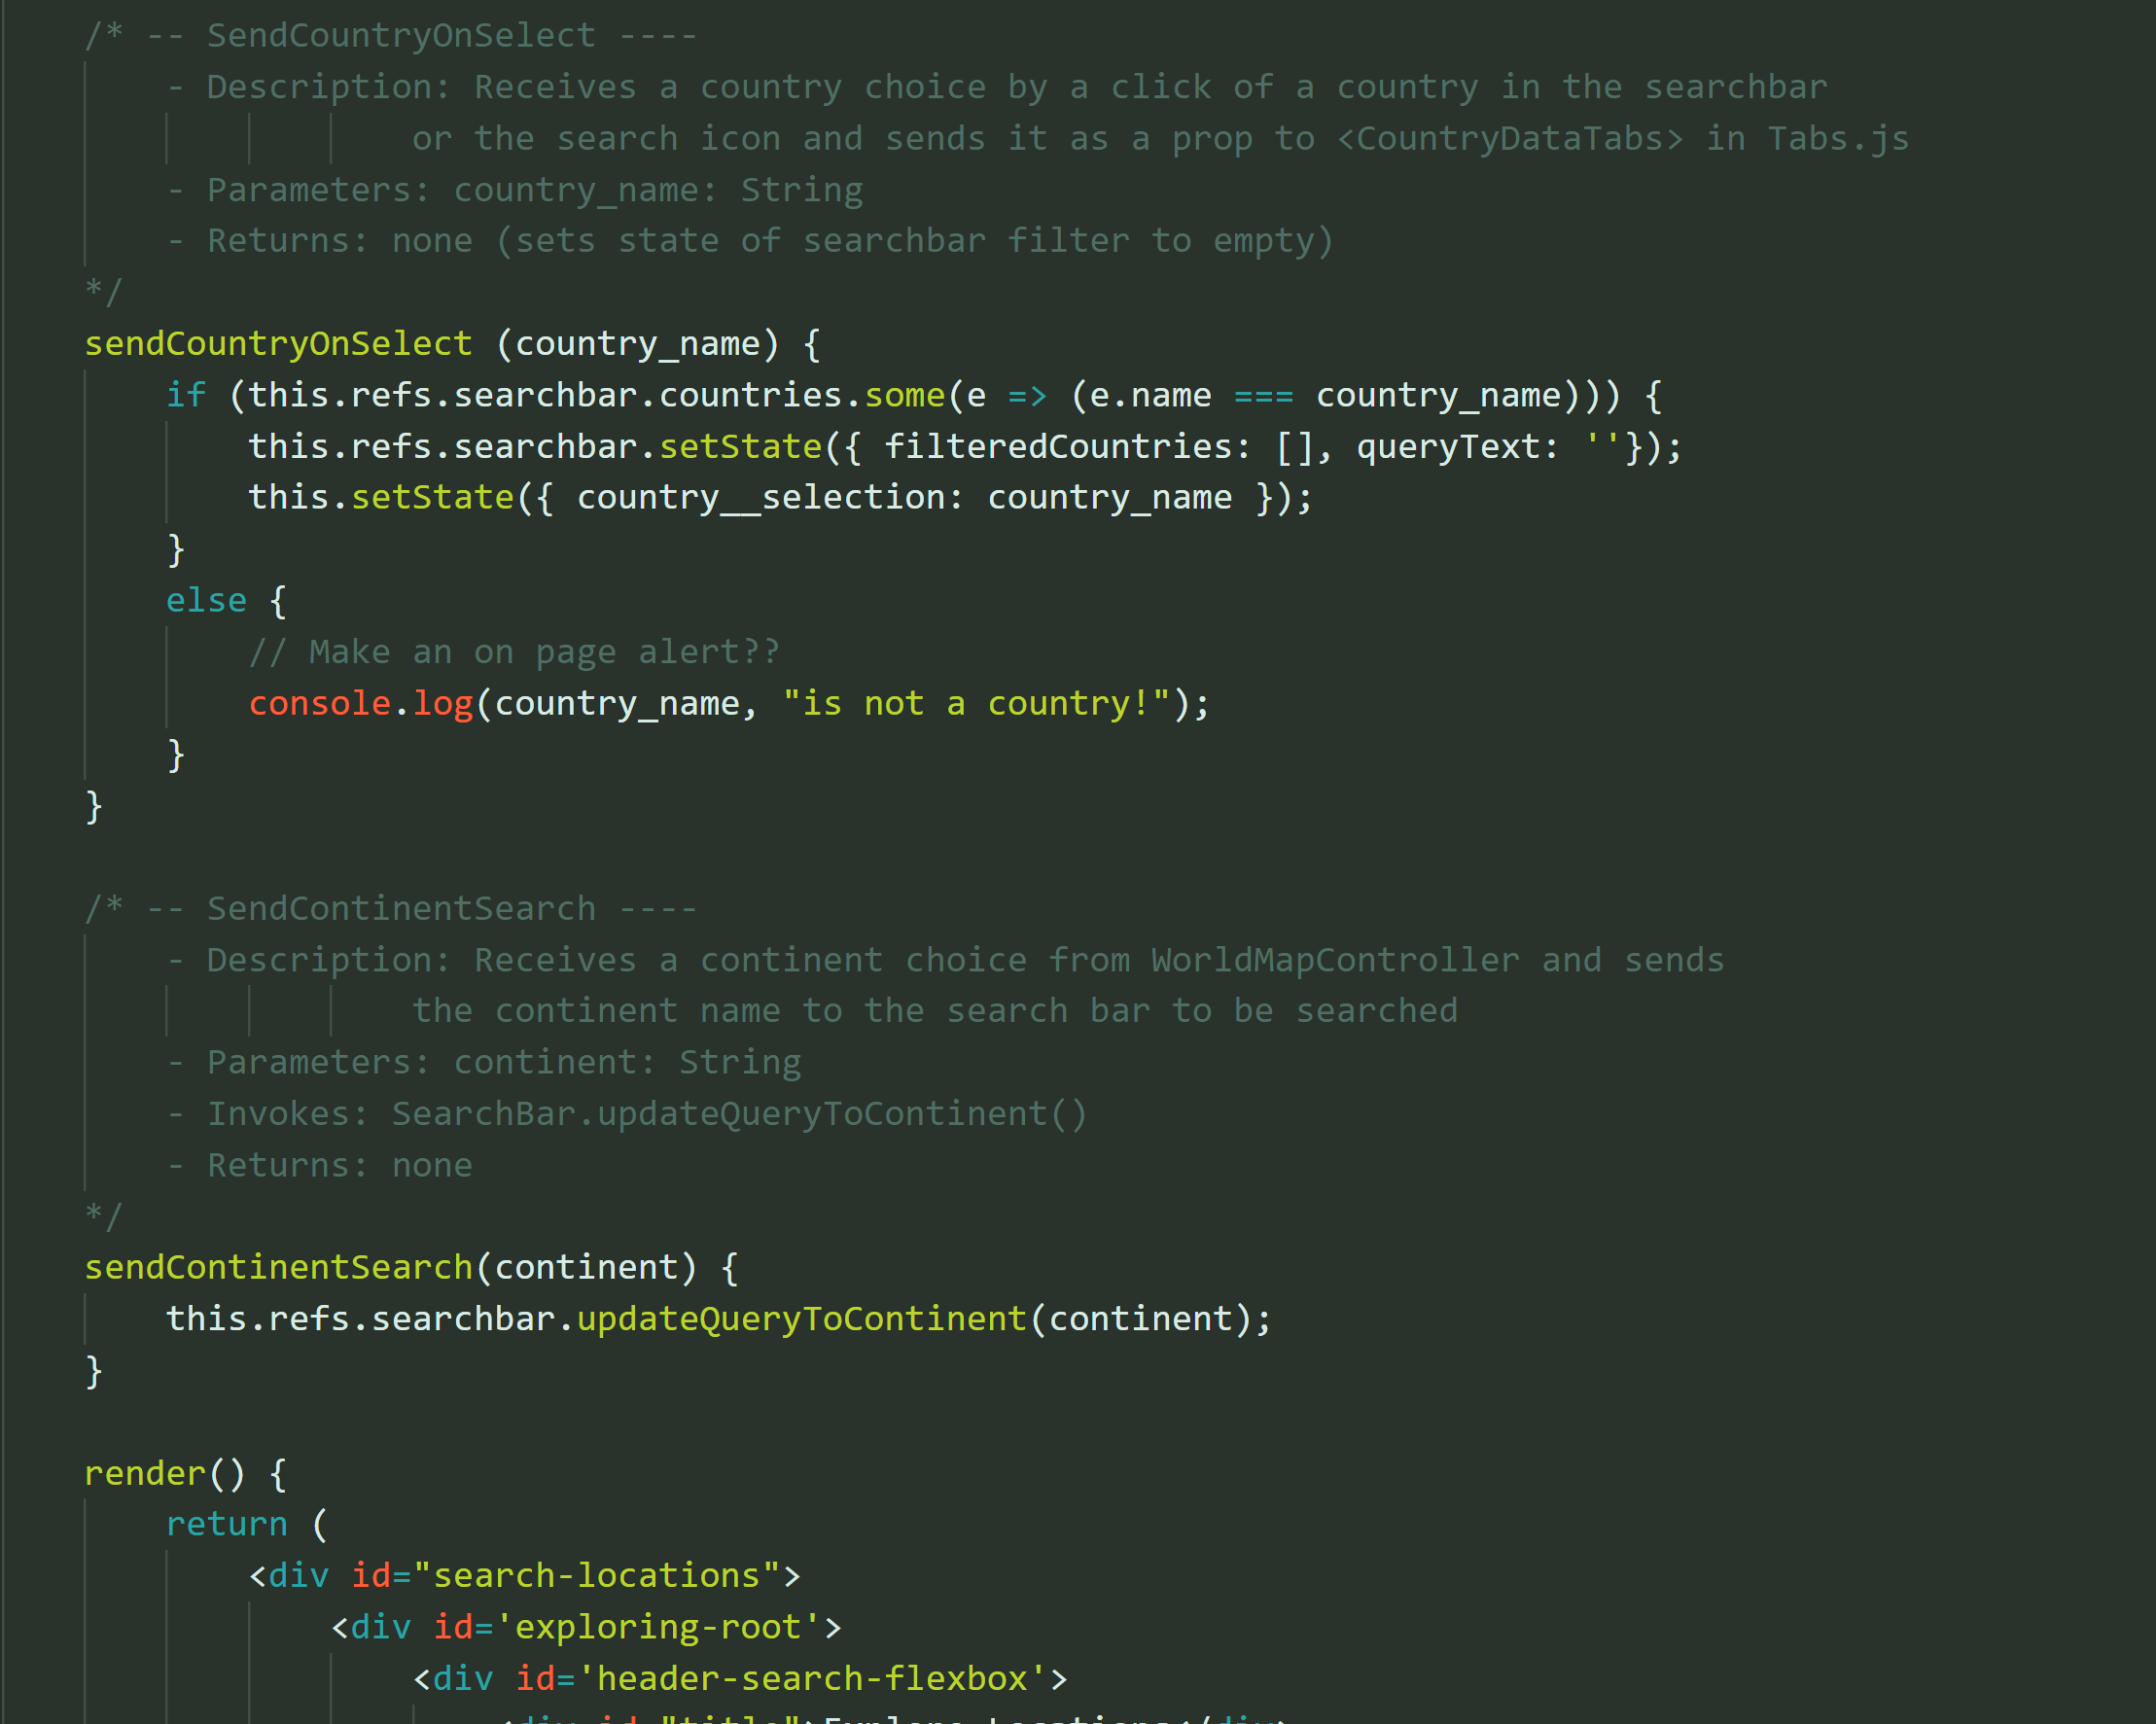 /* -- SendCountryOnSelect ----
- Description: Receives a country choice by a click of a country in the searchbar
or the search icon and sends it as a prop to <CountryDataTabs> in Tabs.js
- Parameters: country_name: String
- Returns: none (sets state of searchbar filter to empty)
*/
sendCountryOnSelect (country_name) {
if (this.refs.searchbar.countries.some(e => (e.name === country_name))) {
this.refs.searchbar.setState({ filteredCountries: [], queryText: ''});
this.setState({ country__selection: country_name });
}
else {
// Make an on page alert??
console.log(country_name, "is not a country!");
}
}
/* -- SendContinentSearch ----
- Description: Receives a continent choice from WorldMapController and sends
the continent name to the search bar to be searched
- Parameters: continent: String
- Invokes: SearchBar.updateQueryToContinent()
- Returns: none
*/
sendContinentSearch(continent) {
this.refs.searchbar.updateQueryToContinent(continent);
}
render() {
return (
<div id="search-locations">
<div id='exploring-root'>
<div id='header-search-flexbox'>
<div id="title">Explore Locations</div>